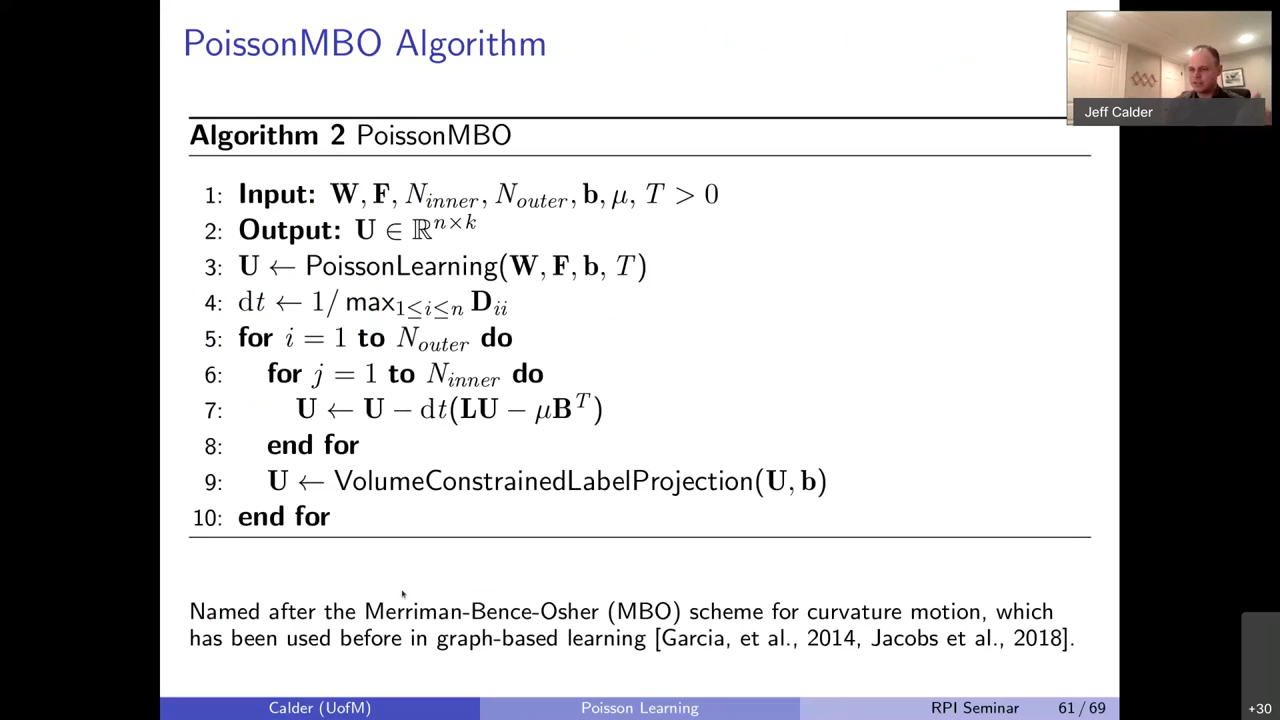 PoissonMBO Algorithm
Jeff Calder
Algorithm 2 PoissonMBO
1: Input: W, F, N_inner, N_outer, b, μ, T > 0
2: Output: U ∈ ℝ^{n×k}
3: U ← PoissonLearning(W, F, b, T)
4: dt ← 1/ max_{1≤i≤n} D_{ii}
5: for i = 1 to N_outer do
6: for j = 1 to N_inner do
7: U ← U − dt(LU − μB^T)
8: end for
9: U ← VolumeConstrainedLabelProjection(U, b)
10: end for
Named after the Merriman-Bence-Osher (MBO) scheme for curvature motion, which
has been used before in graph-based learning [Garcia, et al., 2014, Jacobs et al., 2018].
Calder (UofM) Poisson Learning RPI Seminar 61 / 69
+30